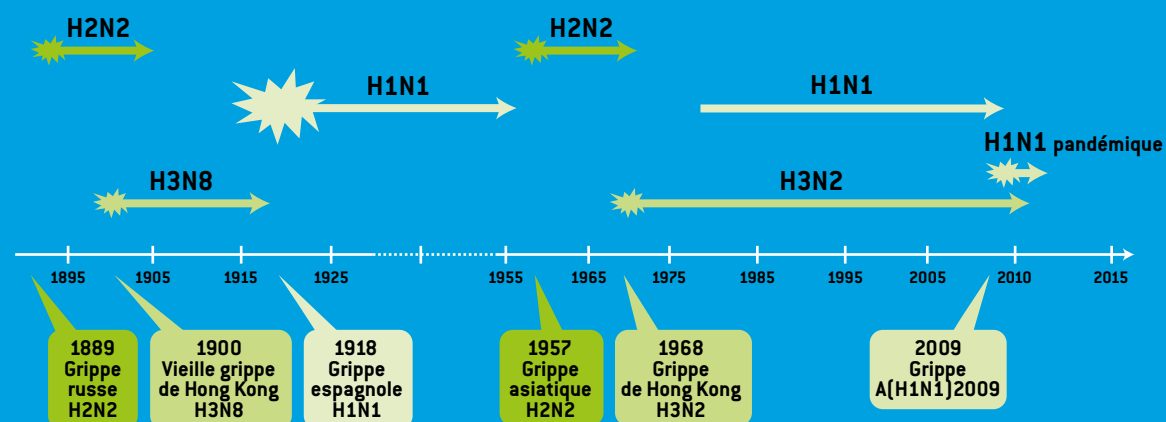 H2N2
H2N2
H1N1
H1N1
H1N1 pandémique
H3N8
H3N2
1895 1905 1915 1925 1955 1965 1975 1985 1995 2005 2010 2015
1889
Grippe
russe
H2N2
1900
Vieille grippe
de Hong Kong
H3N8
1918
Grippe
espagnole
H1N1
1957
Grippe
asiatique
H2N2
1968
Grippe
de Hong Kong
H3N2
2009
Grippe
A(H1N1)2009